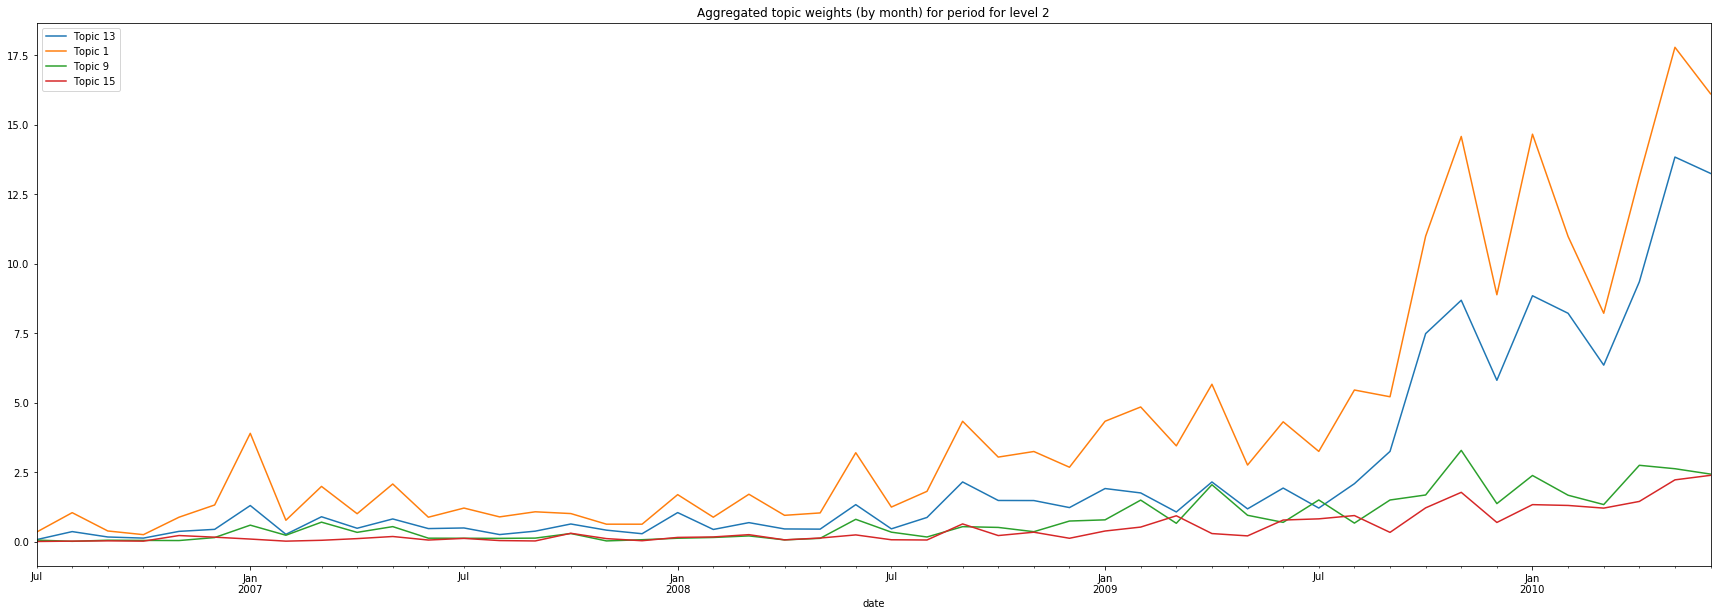 Aggregated topic weights (by month) for period for level 2
Topic 13
Topic 1
Topic 9
Topic 15
17.5
15.0
12.5
10.0
7.5
5.0
2.5
0.0
Jul
Jan
2007
Jul
Jan
2008
Jul
Jan
2009
Jul
Jan
2010
date